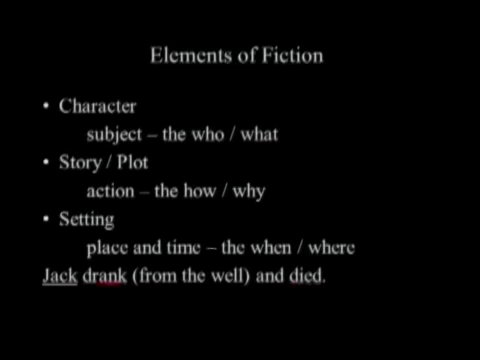 Elements of Fiction
• Character
subject – the who / what
• Story / Plot
action – the how / why
• Setting
place and time – the when / where
Jack drank (from the well) and died.